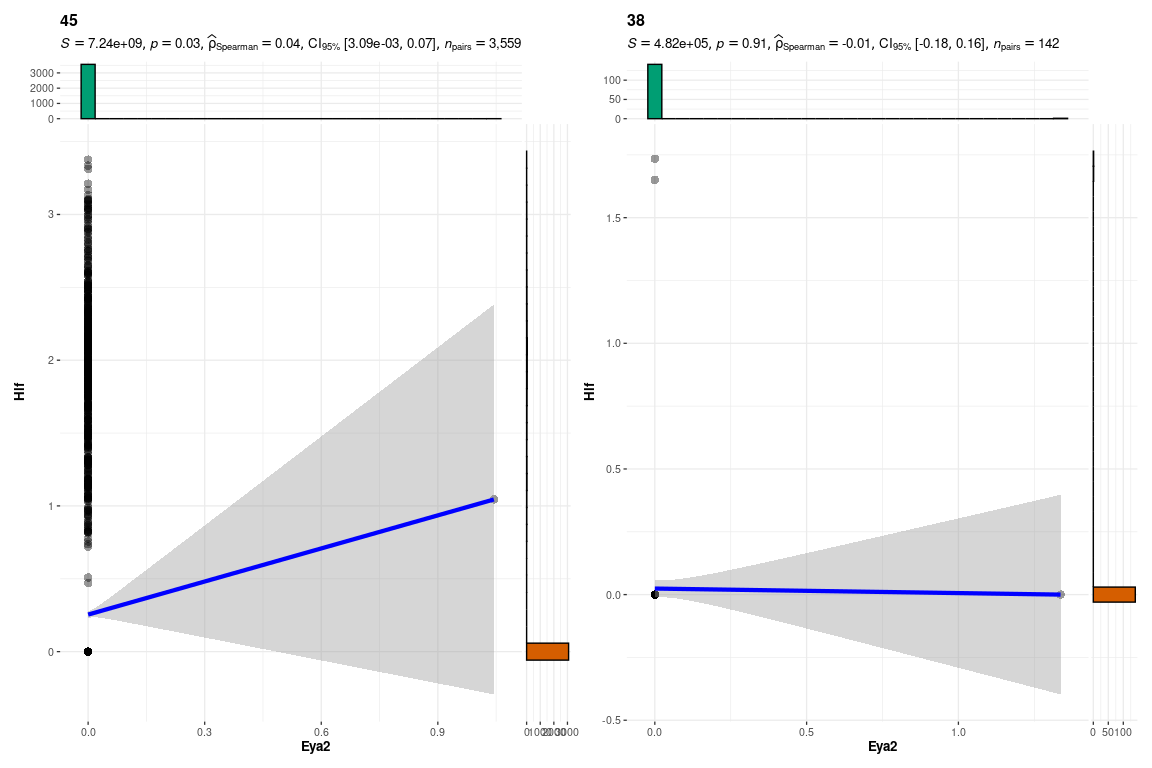 45
S = 7.24e+09, p = 0.03, ρ̂Spearman = 0.04, CI95% [3.09e-03, 0.07], npairs = 3,559
3000
2000
1000
0
3
2
1
0
Hlf
0.0 0.3 0.6 0.9
0 1000 2000 3000
Eya2
38
S = 4.82e+05, p = 0.91, ρ̂Spearman = -0.01, CI95% [-0.18, 0.16], npairs = 142
100
50
0
1.5
1.0
0.5
0.0
-0.5
Hlf
0.0 0.5 1.0
0 50 100
Eya2